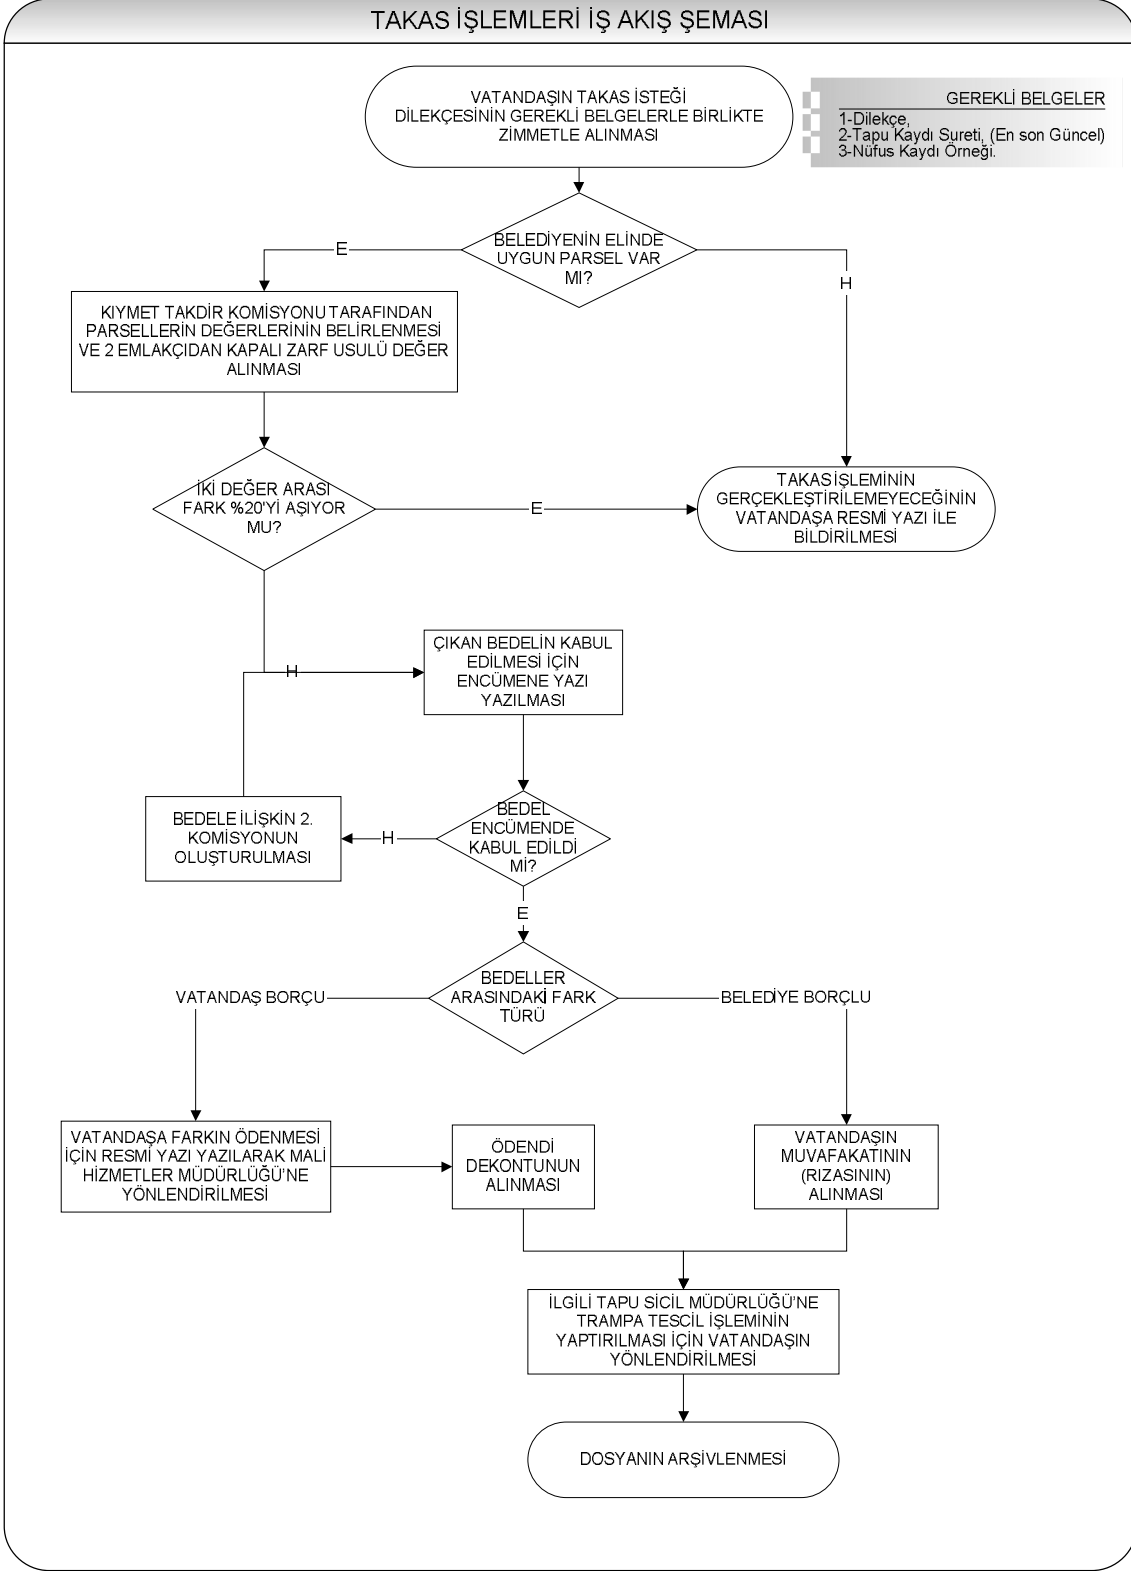 TAKAS İŞLEMLERİ İŞ AKIŞ ŞEMASI
VATANDAŞIN TAKAS İSTEĞİ
DİLEKÇESİNİN GEREKLİ BELGELERLE BİRLİKTE
ZİMMETLE ALINMASI
GEREKLİ BELGELER
1-Dilekçe,
2-Tapu Kaydı Sureti, (En son Güncel)
3-Nüfus Kaydı Örneği.
BELEDİYENİN ELİNDE
UYGUN PARSEL VAR
MI?
E
H
KIYMET TAKDİR KOMİSYONU TARAFINDAN
PARSELLERİN DEĞERLERİNİN BELİRLENMESİ
VE 2 EMLAKÇIDAN KAPALI ZARF USULÜ DEĞER
ALINMASI
İKİ DEĞER ARASI
FARK %20'Yİ AŞIYOR
MU?
E
TAKAS İŞLEMİNİN
GERÇEKLEŞTİRİLEMEYECEĞİNİN
VATANDAŞA RESMİ YAZI İLE
BİLDİRİLMESİ
H
ÇIKAN BEDELİN KABUL
EDİLMESİ İÇİN
ENCÜMENE YAZI
YAZILMASI
BEDEL
ENCÜMENDE
KABUL EDİLDİ
Mİ?
H
BEDELE İLİŞKİN 2.
KOMİSYONUN
OLUŞTURULMASI
E
BEDELLER
ARASINDAKİ FARK
TÜRÜ
VATANDAŞ BORÇU
BELEDİYE BORÇLU
VATANDAŞA FARKIN ÖDENMESİ
İÇİN RESMİ YAZI YAZILARAK MALİ
HİZMETLER MÜDÜRLÜĞÜ'NE
YÖNLENDİRİLMESİ
ÖDENDİ
DEKONTUNUN
ALINMASI
VATANDAŞIN
MUVAFAKATININ
(RIZASININ)
ALINMASI
İLGİLİ TAPU SİCİL MÜDÜRLÜĞÜ'NE
TRAMPA TESCİL İŞLEMİNİN
YAPTIRILMASI İÇİN VATANDAŞIN
YÖNLENDİRİLMESİ
DOSYANIN ARŞİVLENMESİ